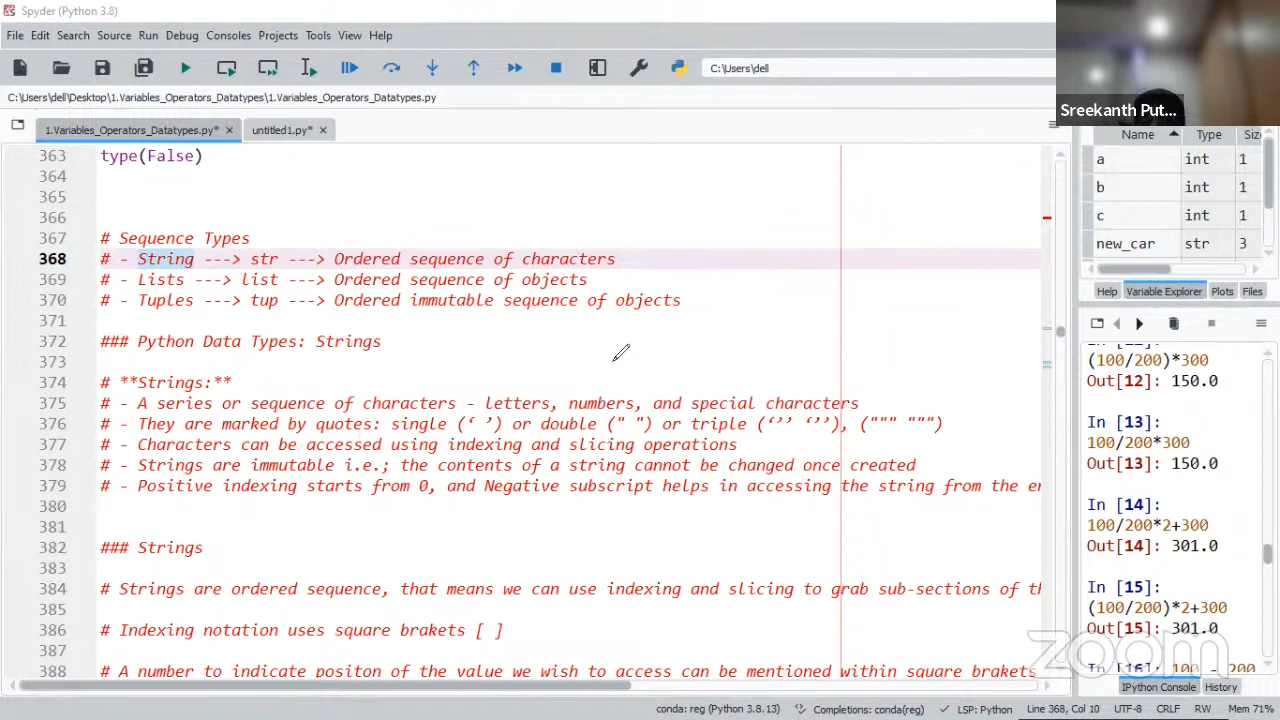 Spyder (Python 3.8)
File Edit Search Source Run Debug Consoles Projects Tools View Help
C:\Users\dell
C:\Users\dell\Desktop\1.Variables_Operators_Datatypes\1.Variables_Operators_Datatypes.py
1.Variables_Operators_Datatypes.py* untitled1.py*
363 type(False)
364
365
366
367 # Sequence Types
368 # - String ---> str ---> Ordered sequence of characters
369 # - Lists ---> list ---> Ordered sequence of objects
370 # - Tuples ---> tup ---> Ordered immutable sequence of objects
371
372 ### Python Data Types: Strings
373
374 # **Strings:**
375 # - A series or sequence of characters - letters, numbers, and special characters
376 # - They are marked by quotes: single (‘ ’) or double (" ") or triple (‘’’ ‘’’), (""" """)
377 # - Characters can be accessed using indexing and slicing operations
378 # - Strings are immutable i.e.; the contents of a string cannot be changed once created
379 # - Positive indexing starts from 0, and Negative subscript helps in accessing the string from the en
380
381
382 ### Strings
383
384 # Strings are ordered sequence, that means we can use indexing and slicing to grab sub-sections of th
385
386 # Indexing notation uses square brakets [ ]
387
388 # A number to indicate positon of the value we wish to access can be mentioned within square brakets
Sreekanth Put...
Name Type Siz
a int 1
b int 1
c int 1
new_car str 3
Help Variable Explorer Plots Files
(100/200)*300
Out[12]: 150.0
In [13]:
100/200*300
Out[13]: 150.0
In [14]:
100/200*2+300
Out[14]: 301.0
In [15]:
(100/200)*2+300
Out[15]: 301.0
In [16]: 100 - 200
zoom
IPython Console History
conda: reg (Python 3.8.13) Completions: conda(reg) LSP: Python Line 368, Col 10 UTF-8 CRLF RW Mem 71%